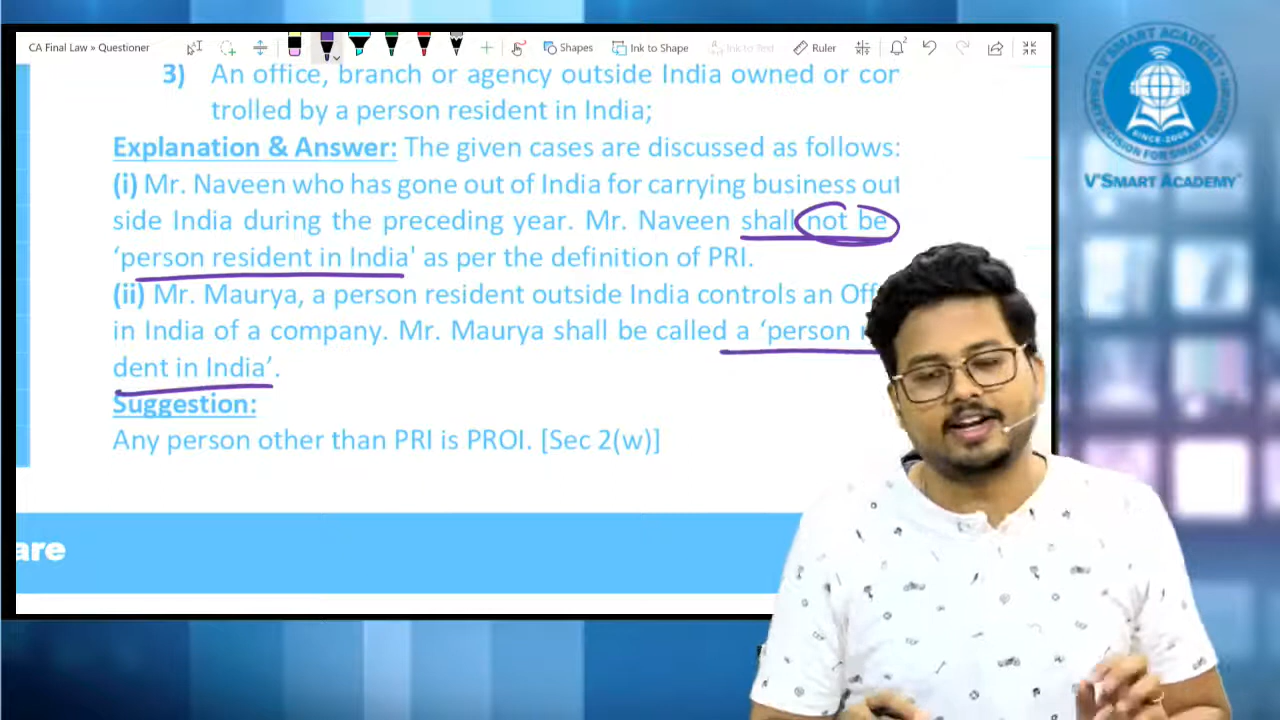 CA Final Law » Questioner
Shapes
Ink to Shape
Ink to Text
Ruler
3) An office, branch or agency outside India owned or con
trolled by a person resident in India;
Explanation & Answer: The given cases are discussed as follows:
(i) Mr. Naveen who has gone out of India for carrying business out
side India during the preceding year. Mr. Naveen shall not be
‘person resident in India' as per the definition of PRI.
(ii) Mr. Maurya, a person resident outside India controls an Off
in India of a company. Mr. Maurya shall be called a ‘person
dent in India’.
Suggestion:
Any person other than PRI is PROI. [Sec 2(w)]
are
SINCE-2006
V'SMART ACADEMY